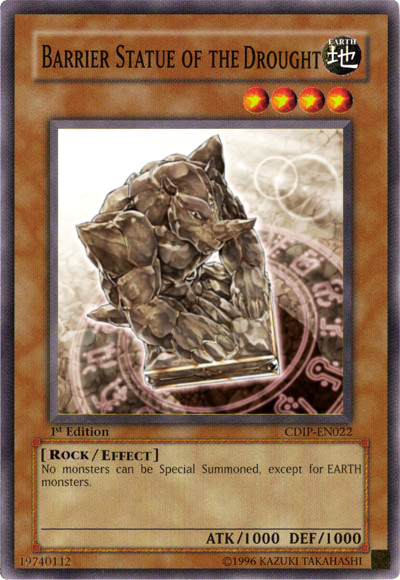 BARRIER STATUE OF THE DROUGHT
EARTH
地
1st Edition
CDIP-EN022
[ROCK/EFFECT]
No monsters can be Special Summoned, except for EARTH
monsters.
ATK/1000 DEF/1000
19740112
©1996 KAZUKI TAKAHASHI